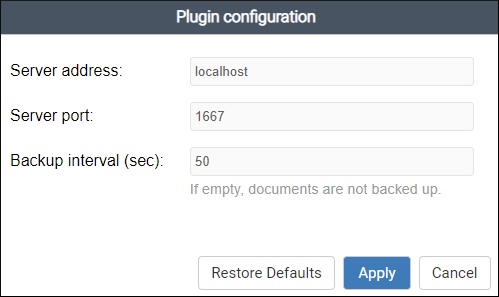 Plugin configuration
Server address: localhost
Server port: 1667
Backup interval (sec): 50
If empty, documents are not backed up.
Restore Defaults Apply Cancel